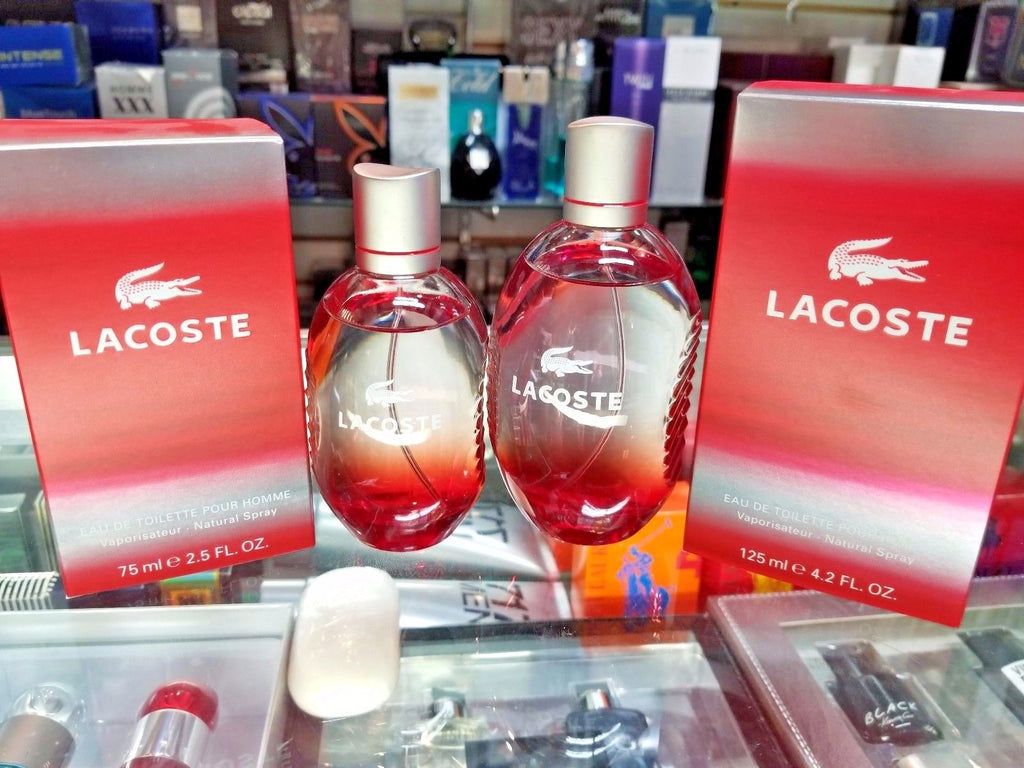 INTENSE
HOMME
XXX
SEXY
LACOSTE
EAU DE TOILETTE POUR HOMME
Vaporisateur - Natural Spray
75 ml e 2.5 FL. OZ.
LACOSTE
LACOSTE
LACOSTE
EAU DE TOILETTE
Vaporisateur - Natural Spray
125 ml e 4.2 FL. OZ.
BLACK